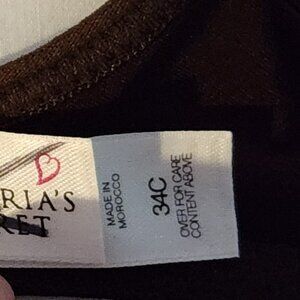 RIA'S
RET
MADE IN
MOROCCO
34C
OVER FOR CARE
CONTENT ABOVE